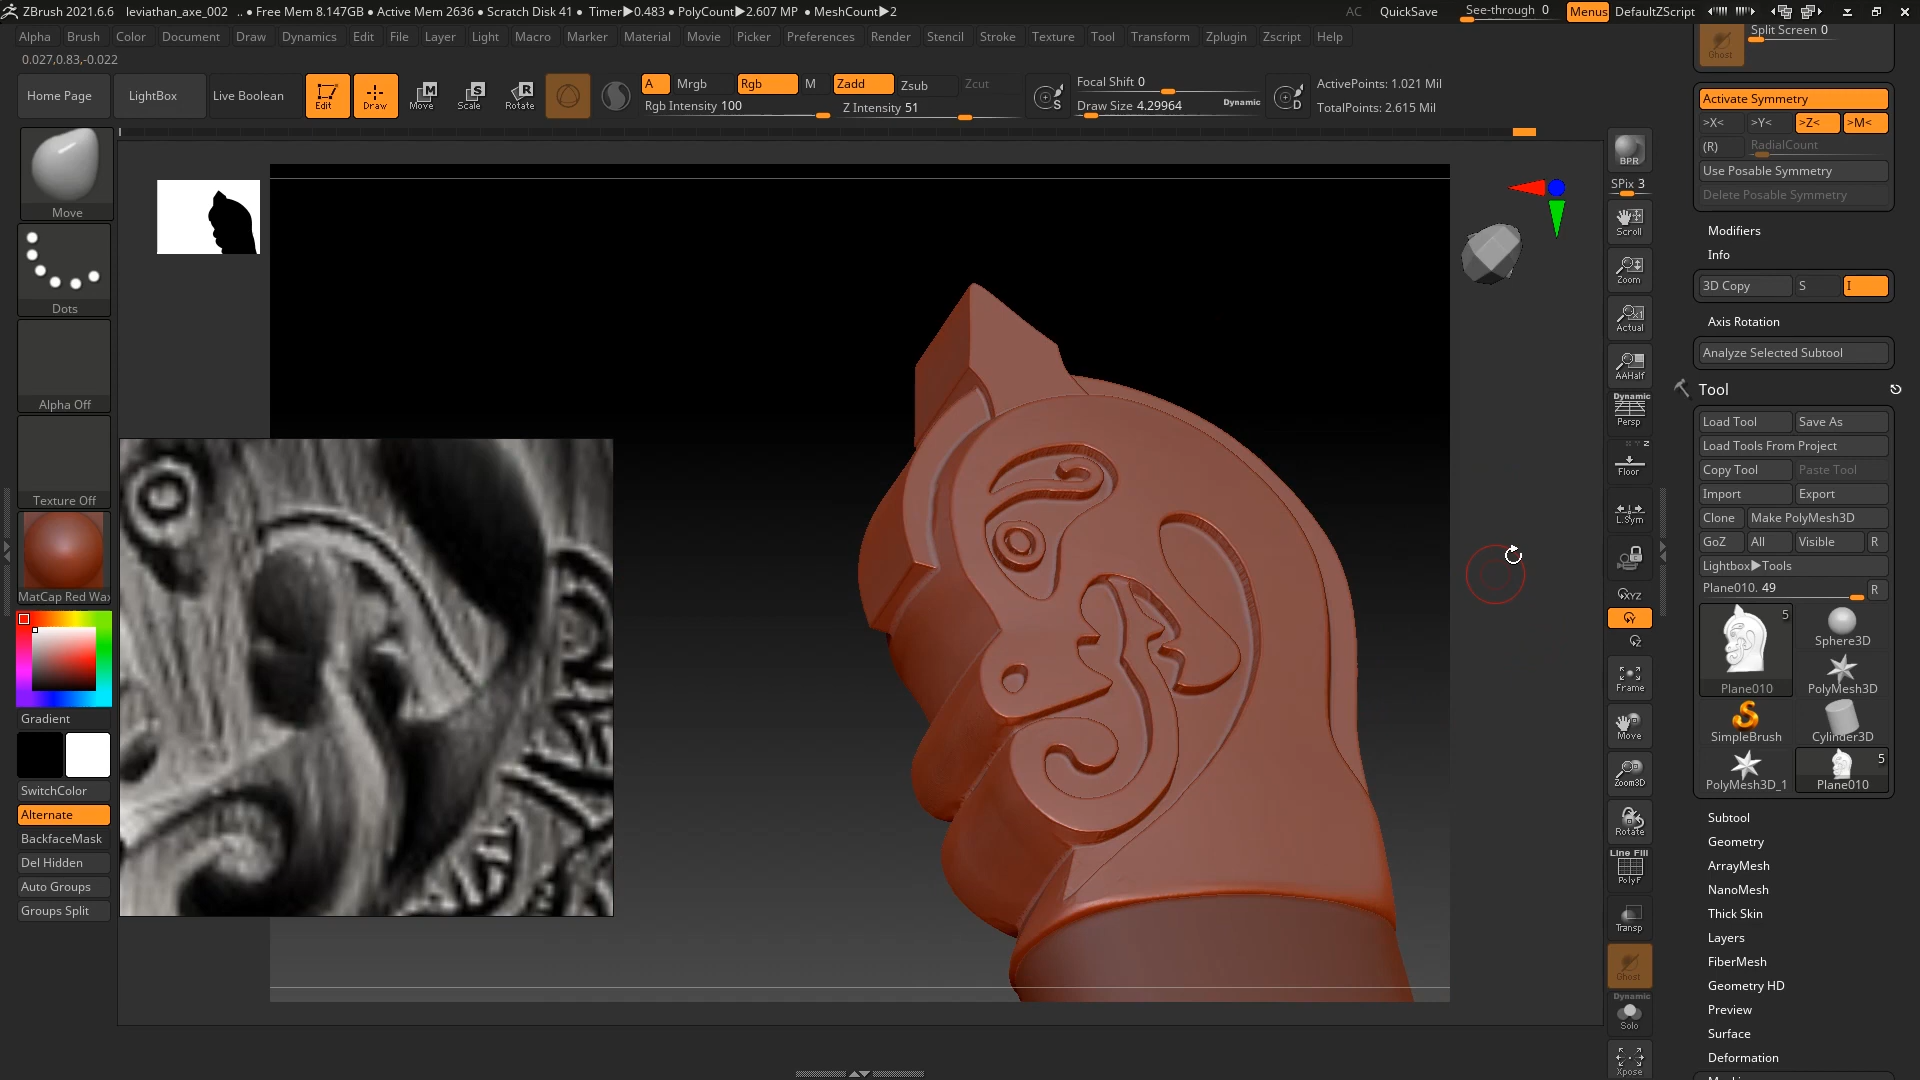 ZBrush 2021.6.6 leviathan_axe_002 .. ● Free Mem 8.147GB ● Active Mem 2636 ● Scratch Disk 41 ● Timer▶0.483 ● PolyCount▶2.607 MP ● MeshCount▶2 AC QuickSave See-through 0 Menus DefaultZScript
Alpha Brush Color Document Draw Dynamics Edit File Layer Light Macro Marker Material Movie Picker Preferences Render Stencil Stroke Texture Tool Transform Zplugin Zscript Help
0.027,0.83,-0.022
Home Page LightBox Live Boolean Edit Draw Move Scale Rotate
A Mrgb Rgb M Zadd Zsub Zcut
Rgb Intensity 100 Z Intensity 51
Focal Shift 0
Draw Size 4.29964 Dynamic
S D
ActivePoints: 1.021 Mil
TotalPoints: 2.615 Mil
Move
Dots
Alpha Off
Texture Off
MatCap Red Wax
Gradient
SwitchColor
Alternate
BackfaceMask
Del Hidden
Auto Groups
Groups Split
BPR
SPix 3
Scroll
Zoom
Actual
AAHalf
Dynamic
Persp
Floor
L.Sym
XYZ
Y
Z
Frame
Move
Zoom3D
Rotate
Line Fill
PolyF
Transp
Ghost
Dynamic
Solo
Xpose
Ghost Split Screen 0
Activate Symmetry
>X< >Y< >Z< >M<
(R) RadialCount
Use Posable Symmetry
Delete Posable Symmetry
Modifiers
Info
3D Copy S I
Axis Rotation
Analyze Selected Subtool
Tool
Load Tool Save As
Load Tools From Project
Copy Tool Paste Tool
Import Export
Clone Make PolyMesh3D
GoZ All Visible R
Lightbox▶Tools
Plane010. 49 R
5
Sphere3D
Plane010 PolyMesh3D
SimpleBrush Cylinder3D
5
PolyMesh3D_1 Plane010
Subtool
Geometry
ArrayMesh
NanoMesh
Thick Skin
Layers
FiberMesh
Geometry HD
Preview
Surface
Deformation